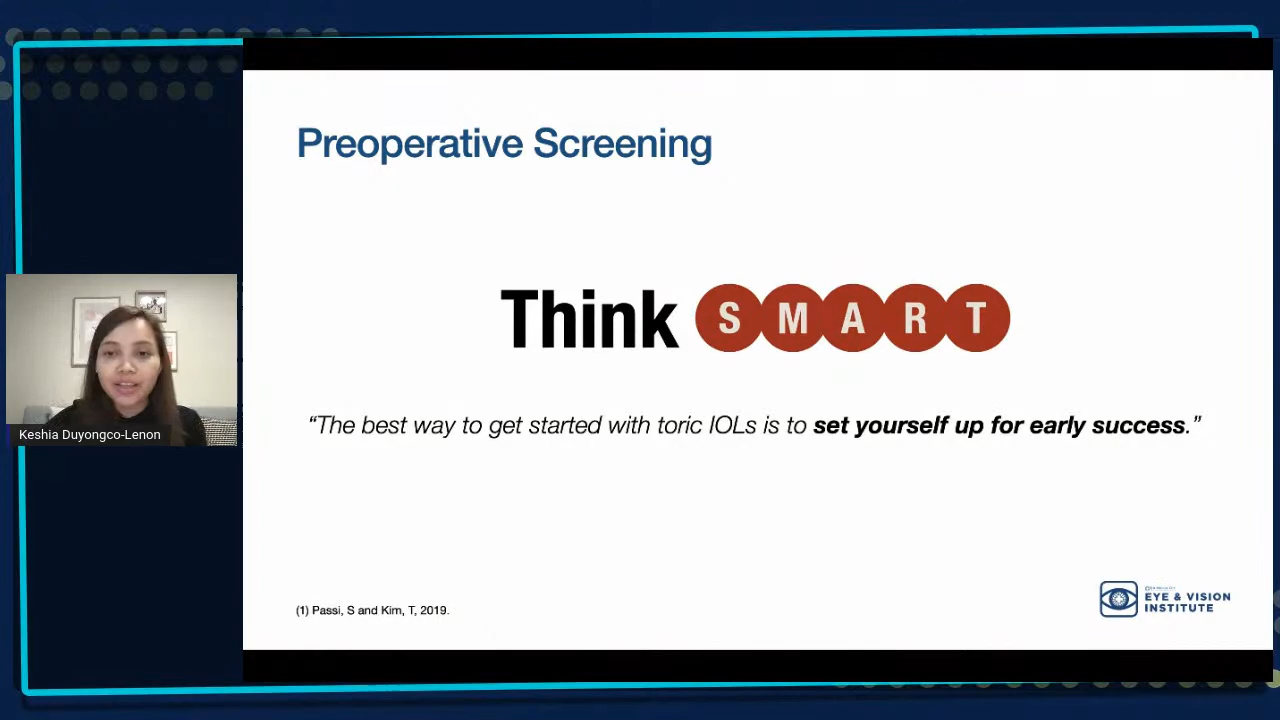 Preoperative Screening
Think SMART
“The best way to get started with toric IOLs is to set yourself up for early success.”
Keshia Duyongco-Lenon
(1) Passi, S and Kim, T, 2019.
EYE & VISION
INSTITUTE